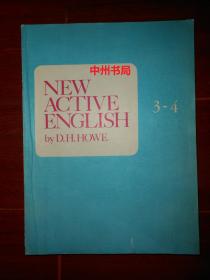 中州书局
NEW
ACTIVE
ENGLISH
by D.H.HOWE.
3-4